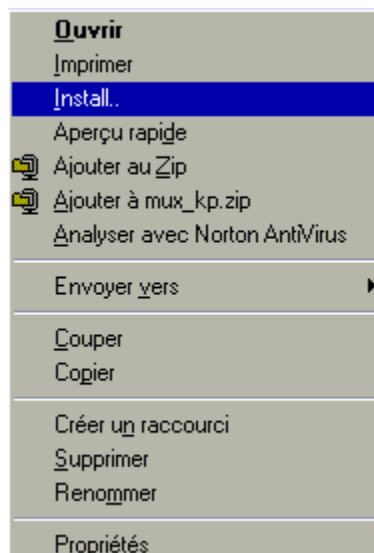 Ouvrir
Imprimer
Install..
Aperçu rapide
Ajouter au Zip
Ajouter à mux_kp.zip
Analyser avec Norton AntiVirus
Envoyer vers
Couper
Copier
Créer un raccourci
Supprimer
Renommer
Propriétés